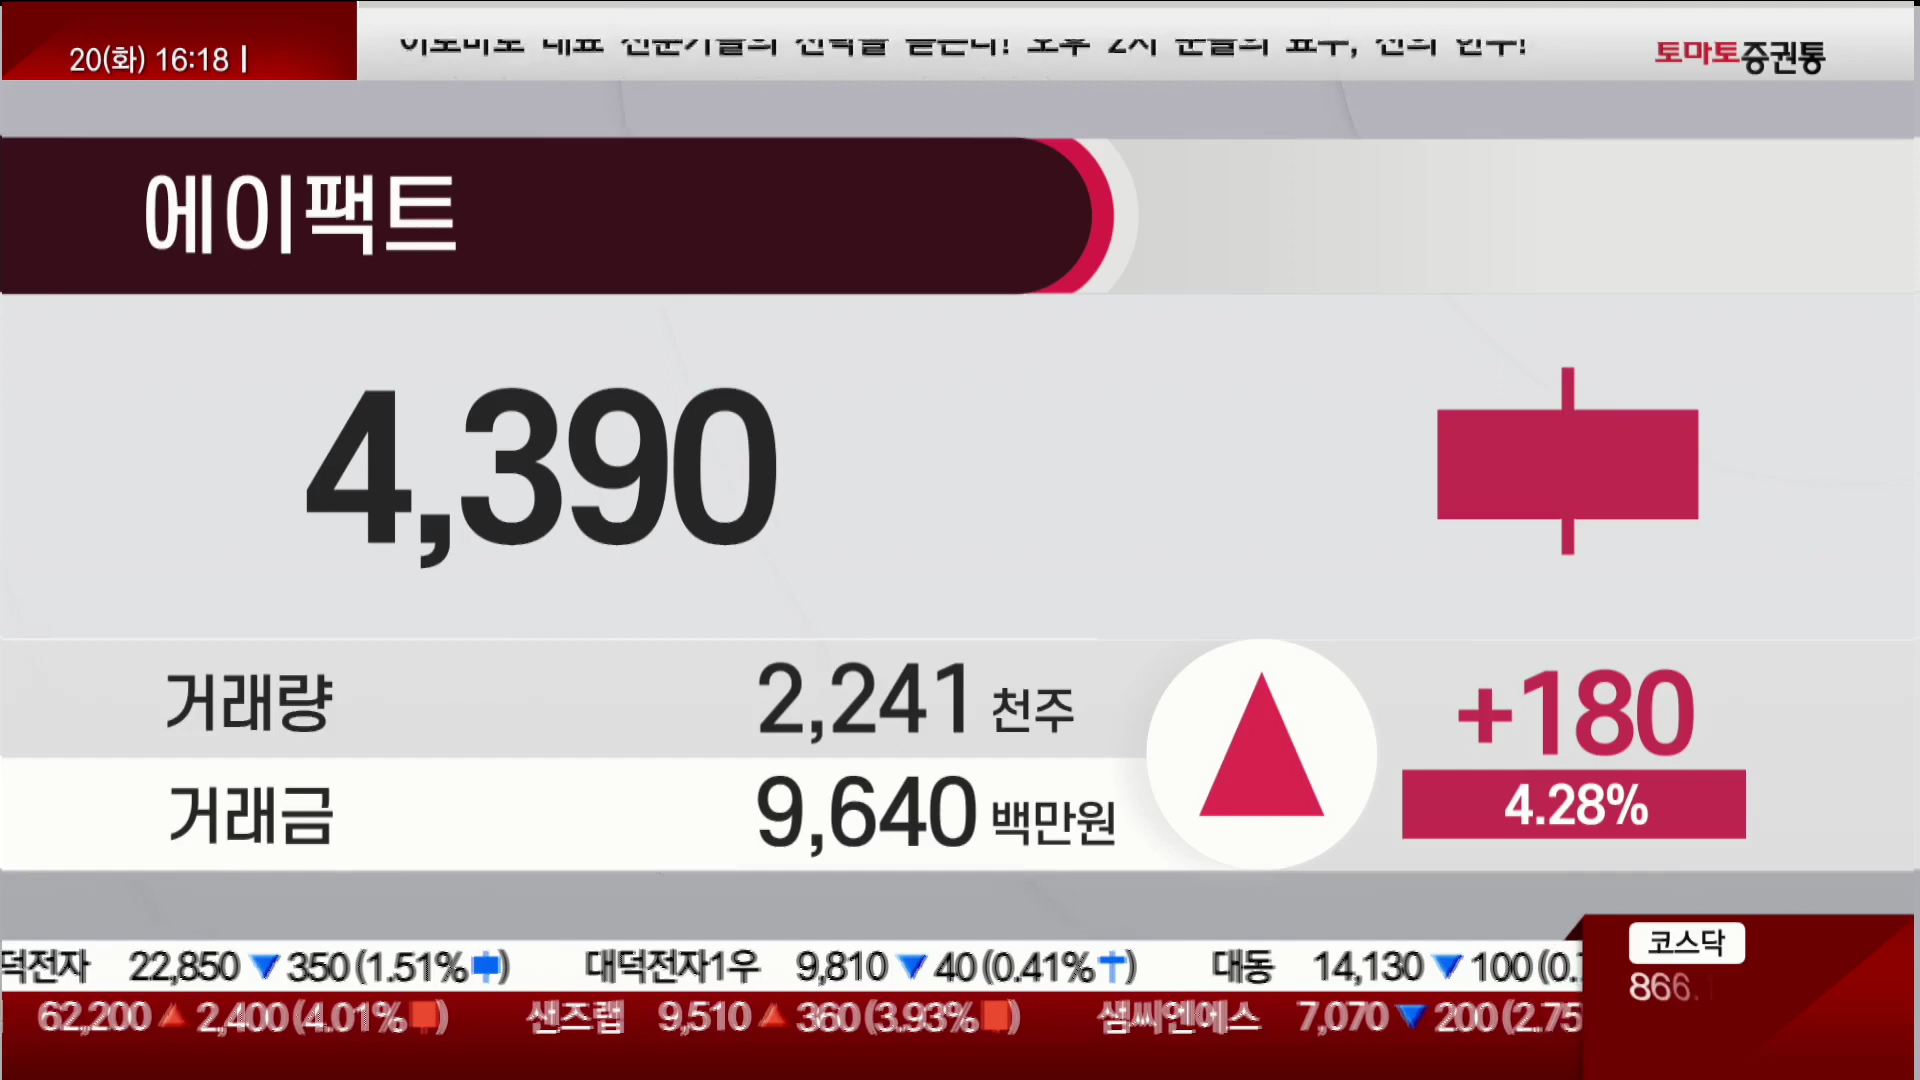 20(화) 16:18
토마토증권통
에이팩트
4,390
거래량 2,241 천주
거래금 9,640 백만원
+180
4.28%
덕전자 22,850 ▼ 350 (1.51%) 대덕전자1우 9,810 ▼ 40 (0.41%) 대동 14,130 ▼ 100 (0.
62,200 ▲ 2,400 (4.01%) 샌즈랩 9,510 ▲ 360 (3.93%) 샘씨엔에스 7,070 ▼ 200 (2.75
코스닥
866.